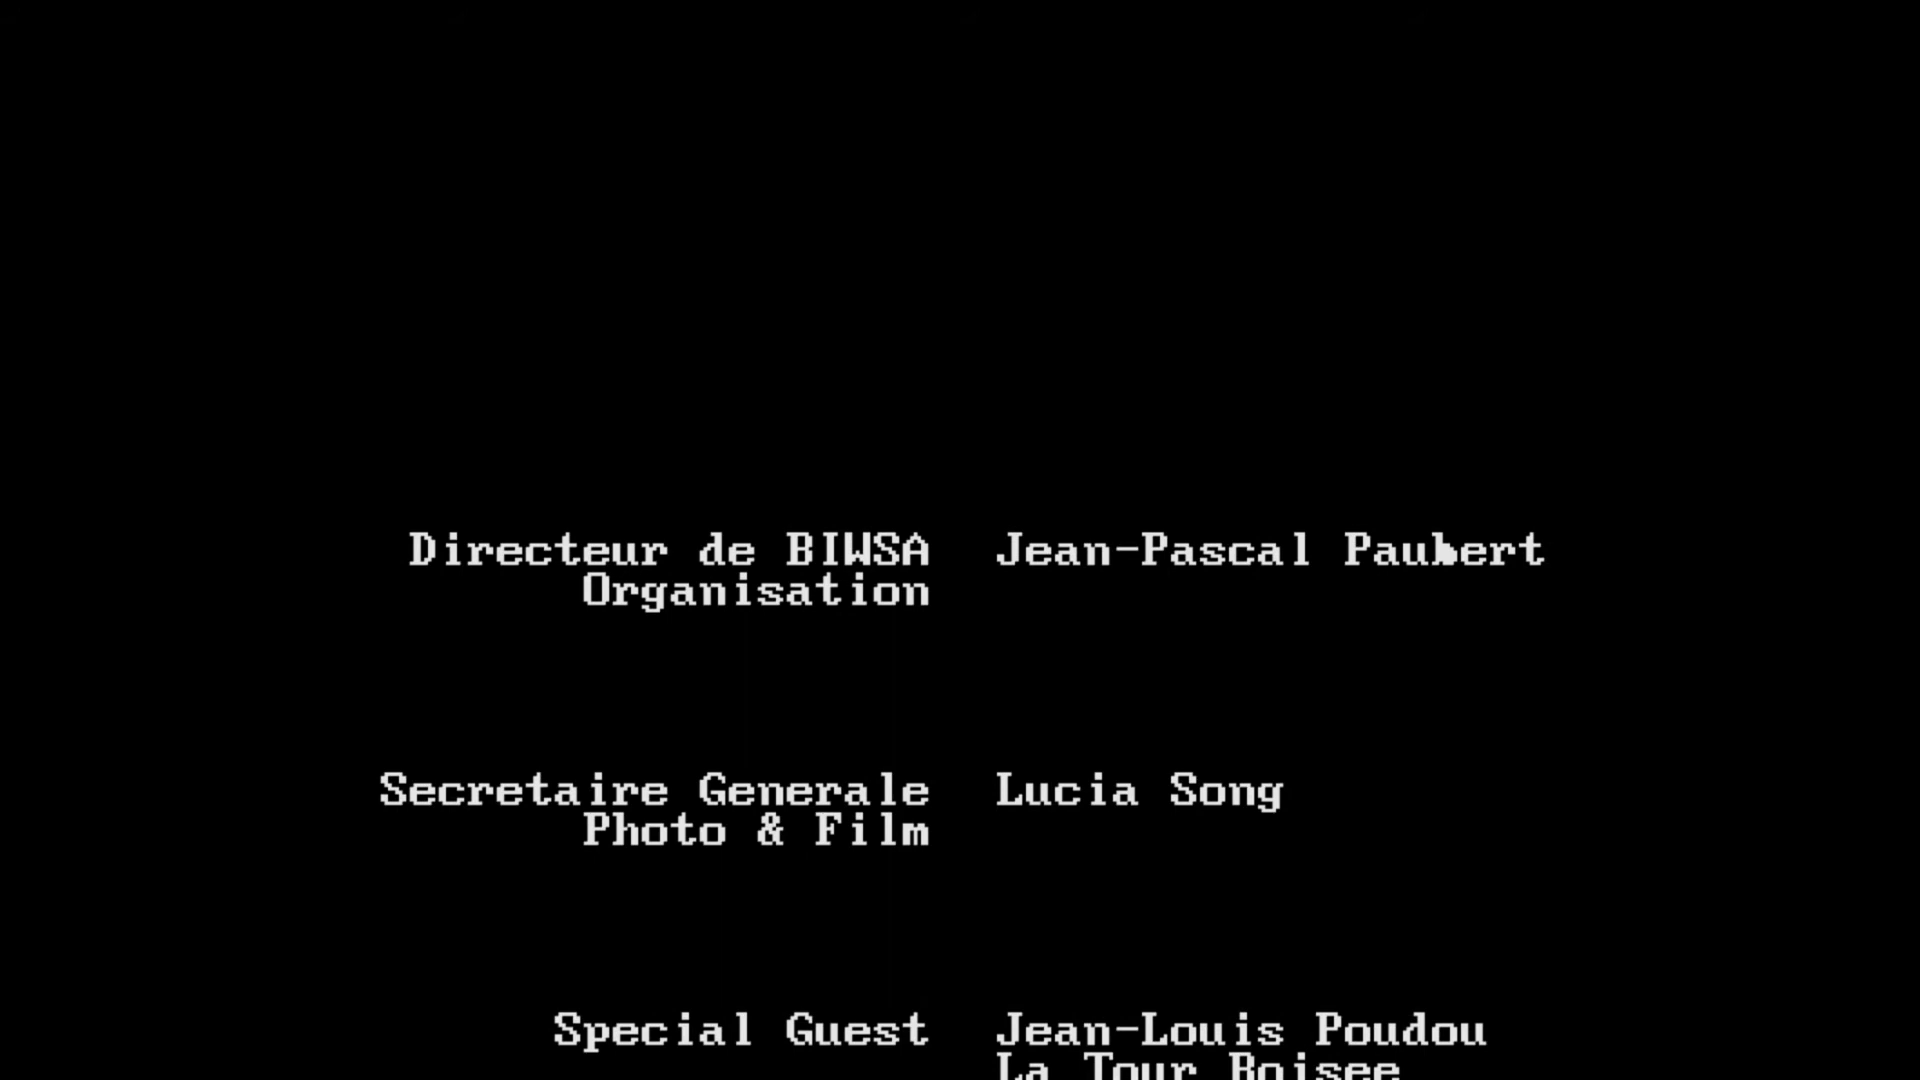 Directeur de BIWSA Jean-Pascal Paubert
Organisation
Secretaire Generale Lucia Song
Photo & Film
Special Guest Jean-Louis Poudou
La Tour Boisee